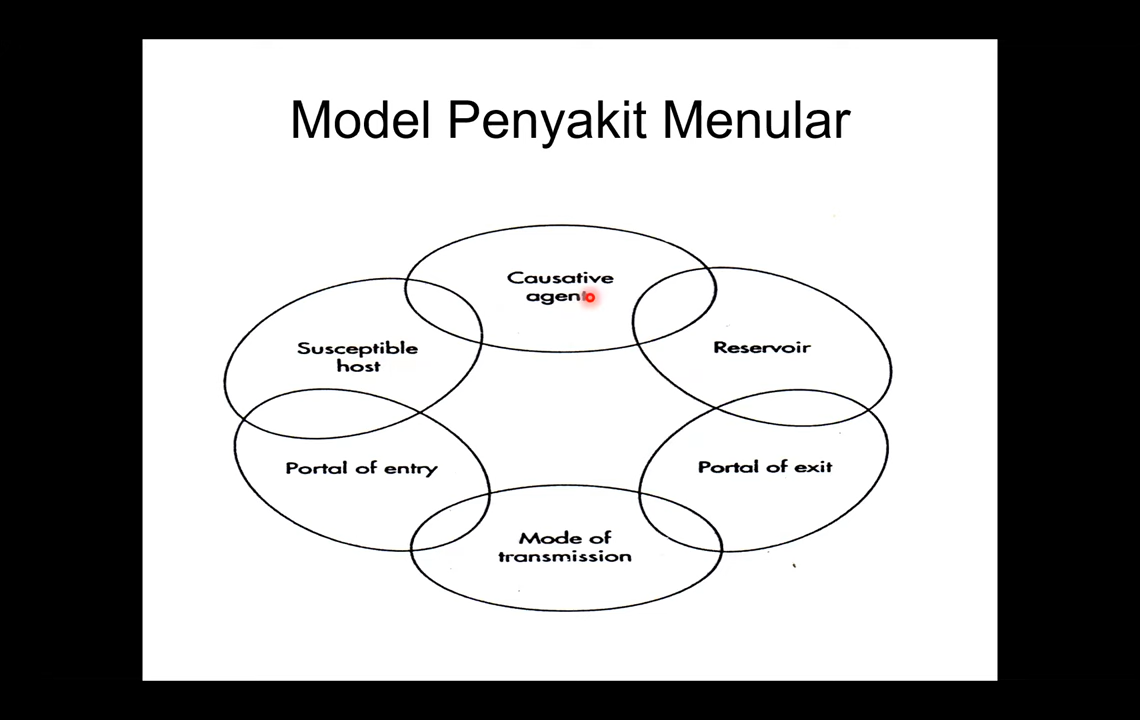 Model Penyakit Menular
Causative
agent
Susceptible
host
Reservoir
Portal of entry
Portal of exit
Mode of
transmission